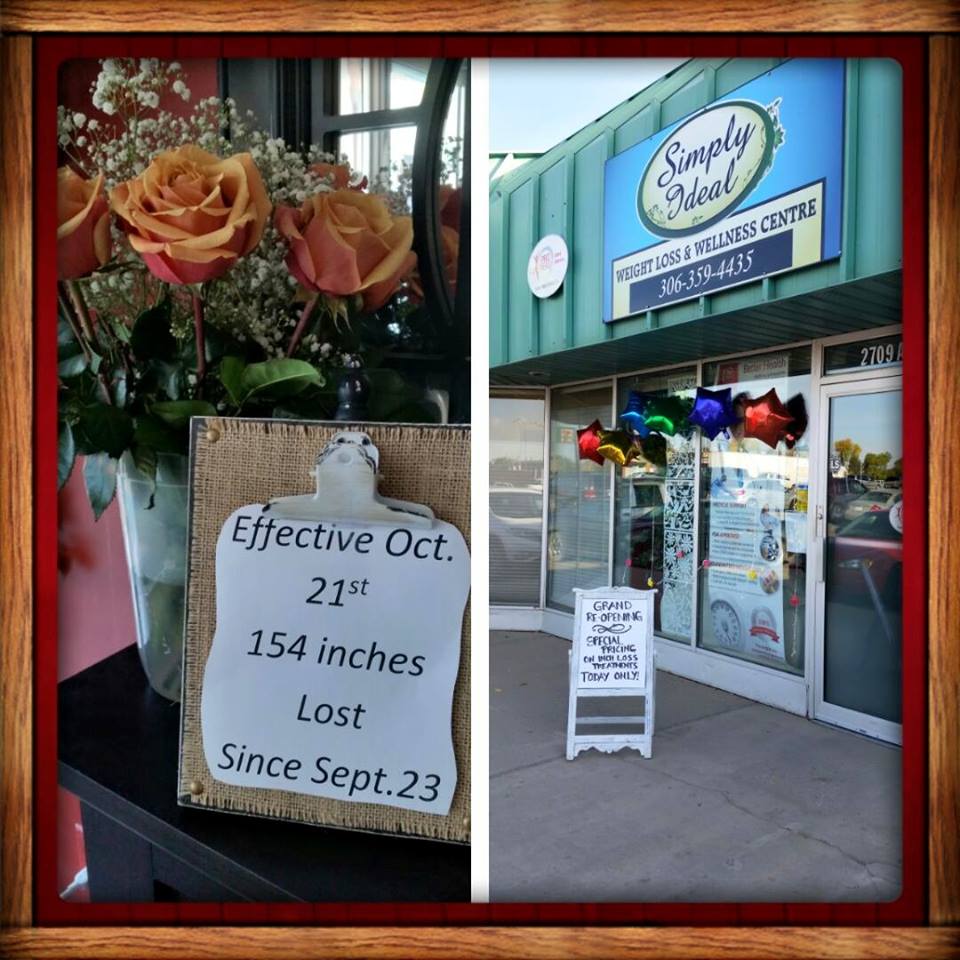 Effective Oct.
21st
154 inches
Lost
Since Sept.23
Simply
Ideal
WEIGHT LOSS & WELLNESS CENTRE
306-359-4435
2709 A
GRAND
RE-OPENING
SPECIAL
PRICING
ON INCH LOSS
TREATMENTS
TODAY ONLY!